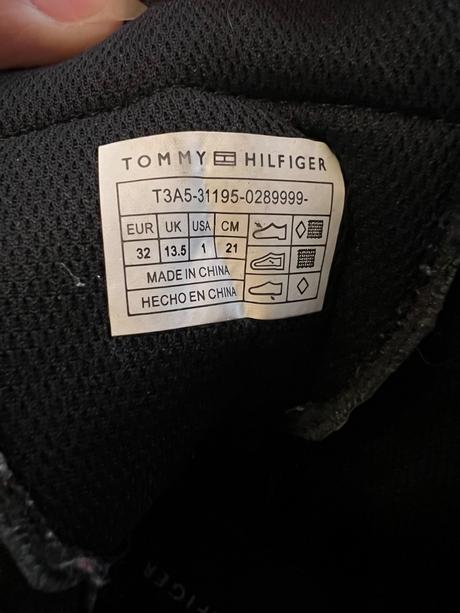 TOMMY HILFIGER
T3A5-31195-0289999-
EUR UK USA CM
32 13.5 1 21
MADE IN CHINA
HECHO EN CHINA